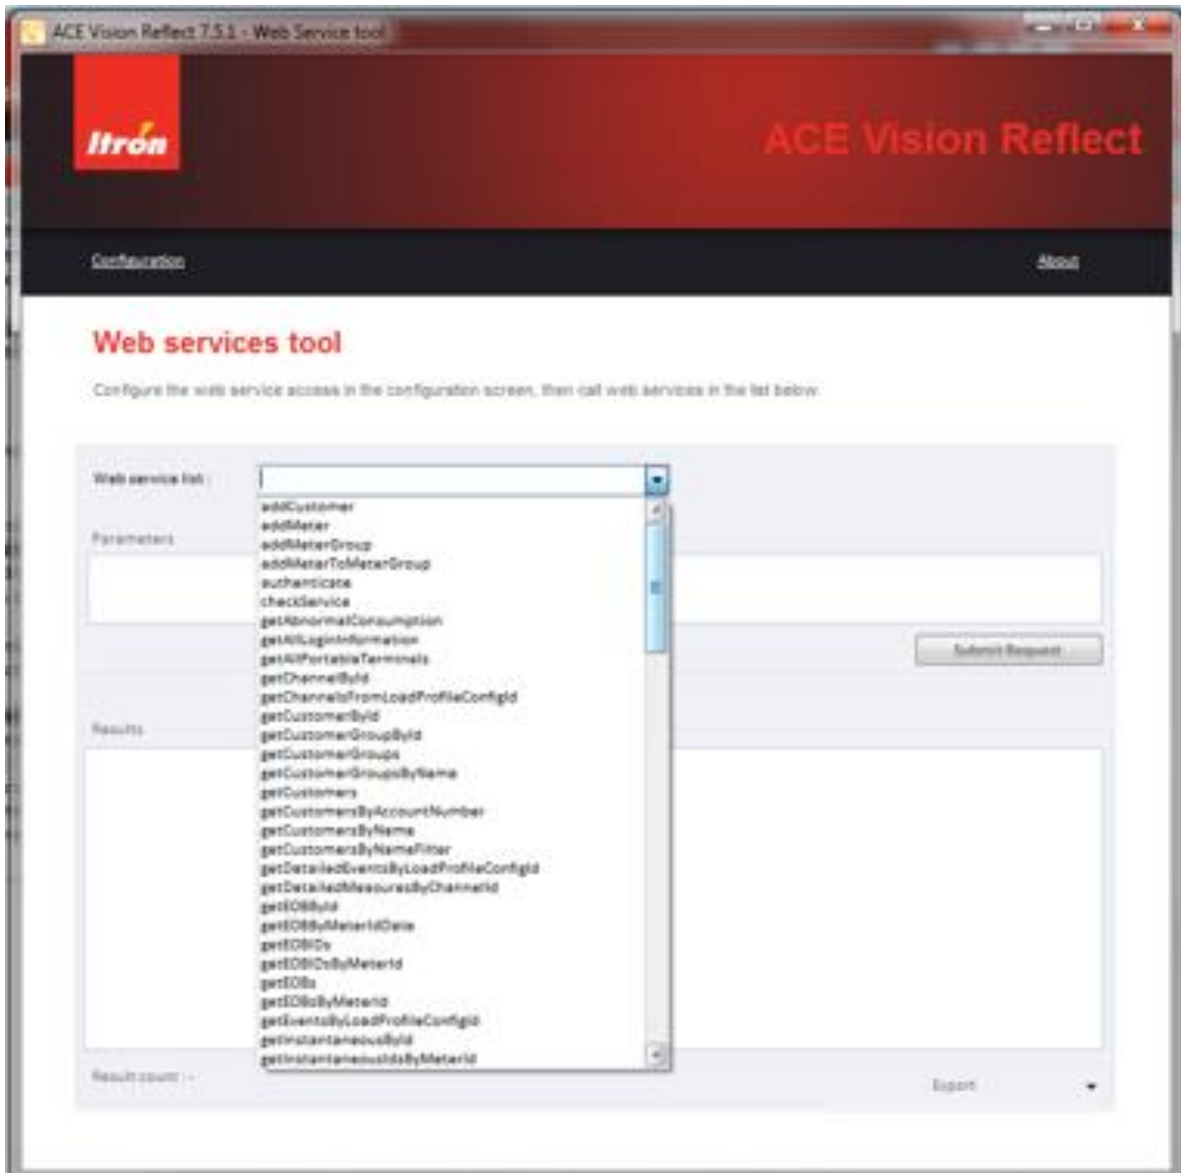 ACE Vision Reflect 7.5.1 - Web Service tool
Itrón
ACE Vision Reflect
Configuration
About
Web services tool
Configure the web service access in the configuration screen, then call web services in the list below.
Web service list :
addCustomer
addMeter
Parameters
addMeterGroup
addMeterToMeterGroup
authenticate
checkService
getAbnormalConsumption
getAllLoginInformation
getAllPortableTerminals
Submit Request
getChannelById
getChannelsFromLoadProfileConfigId
getCustomerById
Results
getCustomerGroupById
getCustomerGroups
getCustomerGroupsByName
getCustomers
getCustomersByAccountNumber
getCustomersByName
getCustomersByNameFilter
getDetailedEventsByLoadProfileConfigId
getDetailedMeasuresByChannelId
getEOBById
getEOBByMeterIdDate
getEOBIDs
getEOBIDsByMeterId
getEOBs
getEOBsByMeterId
getEventsByLoadProfileConfigId
getInstantaneousById
getInstantaneousIdsByMeterId
Result count : -
Export